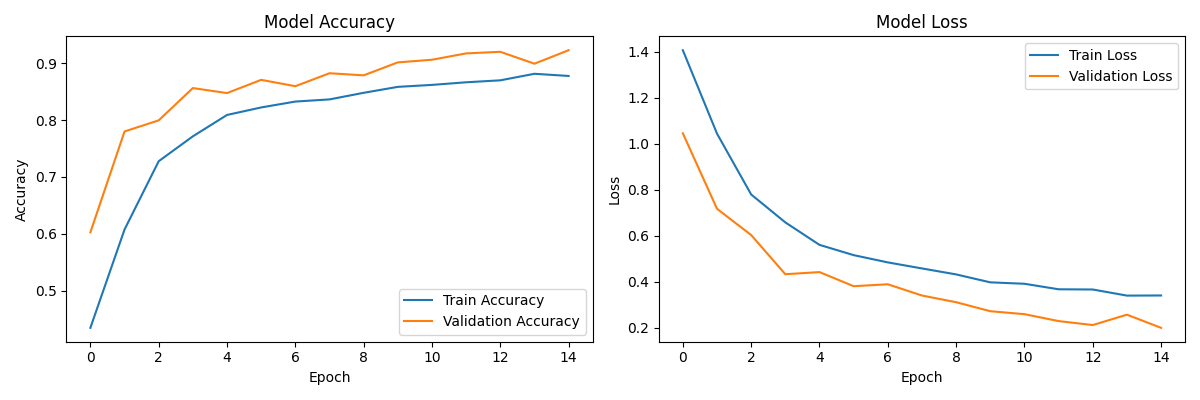 Model Accuracy
Accuracy
0.9
0.8
0.7
0.6
0.5
Train Accuracy
Validation Accuracy
0 2 4 6 8 10 12 14
Epoch
Model Loss
Loss
1.4
1.2
1.0
0.8
0.6
0.4
0.2
Train Loss
Validation Loss
0 2 4 6 8 10 12 14
Epoch